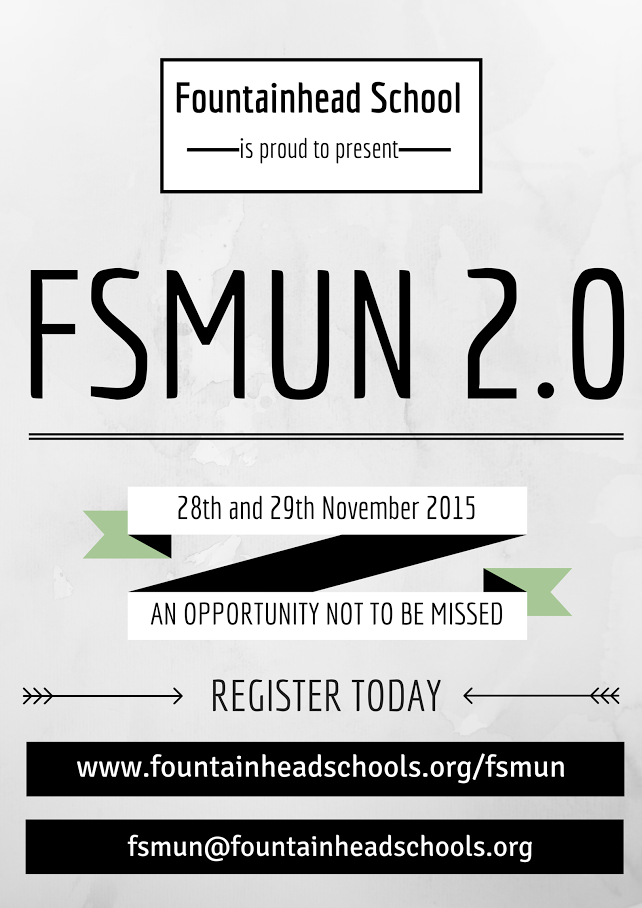 Fountainhead School
is proud to present
FSMUN 2.0
28th and 29th November 2015
AN OPPORTUNITY NOT TO BE MISSED
REGISTER TODAY
www.fountainheadschools.org/fsmun
fsmun@fountainheadschools.org